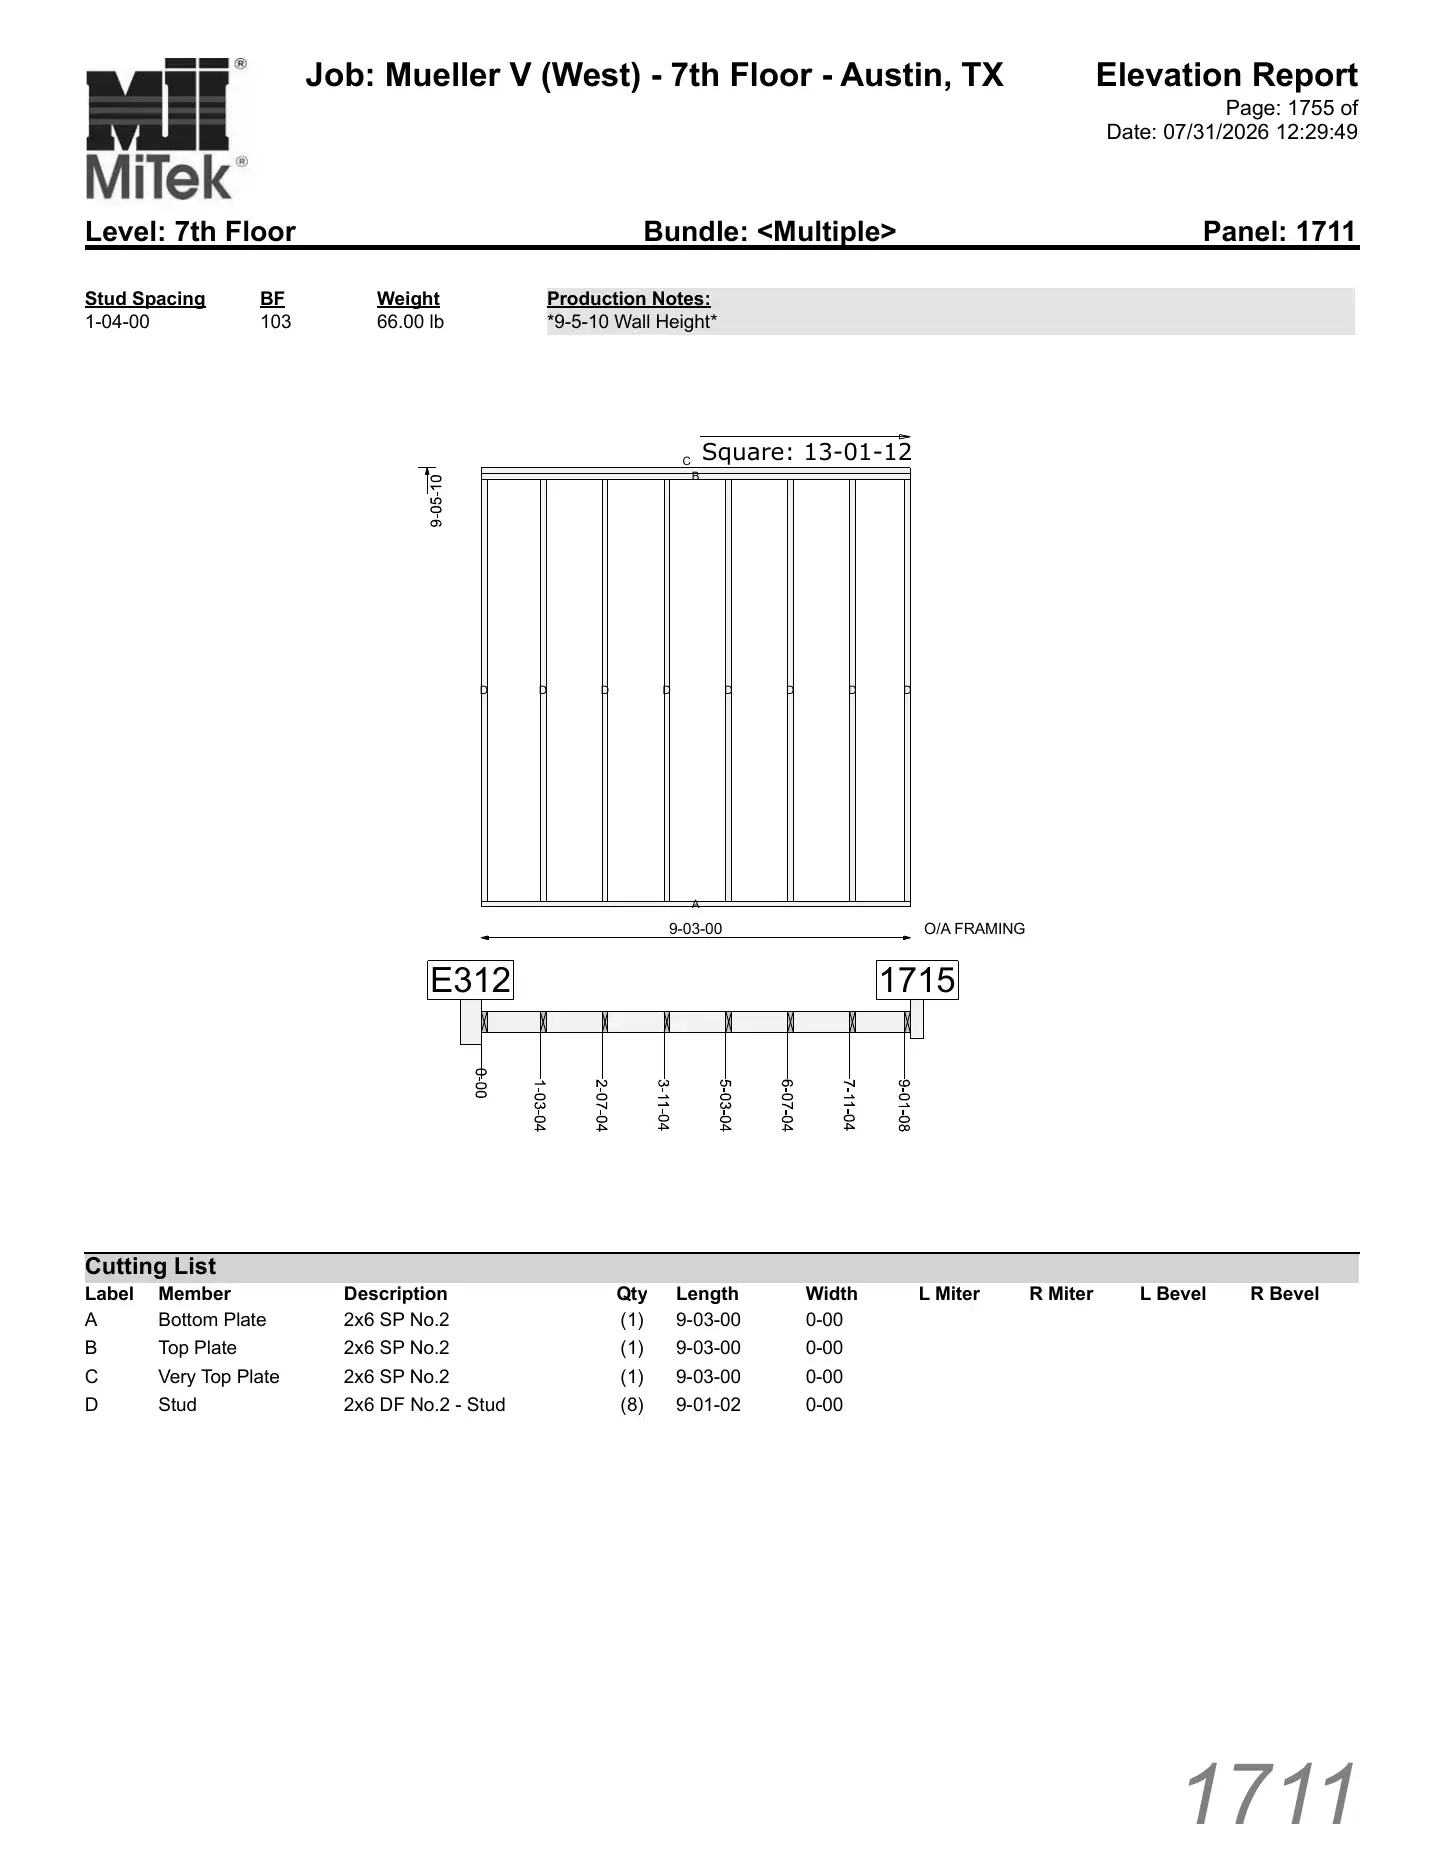 Job: Mueller V (West) - 7th Floor - Austin, TX
Elevation Report
Page: 1755 of
Date: 07/31/2026 12:29:49
MiTek®
Level: 7th Floor Bundle: <Multiple> Panel: 1711
Stud Spacing BF Weight Production Notes:
1-04-00 103 66.00 lb *9-5-10 Wall Height*
Square: 13-01-12
C
B
9-05-10
D D D D D D D D
A
9-03-00 O/A FRAMING
E312 1715
0-00 1-03-04 2-07-04 3-11-04 5-03-04 6-07-04 7-11-04 9-01-08
Cutting List
Label Member Description Qty Length Width L Miter R Miter L Bevel R Bevel
A Bottom Plate 2x6 SP No.2 (1) 9-03-00 0-00
B Top Plate 2x6 SP No.2 (1) 9-03-00 0-00
C Very Top Plate 2x6 SP No.2 (1) 9-03-00 0-00
D Stud 2x6 DF No.2 - Stud (8) 9-01-02 0-00
1711